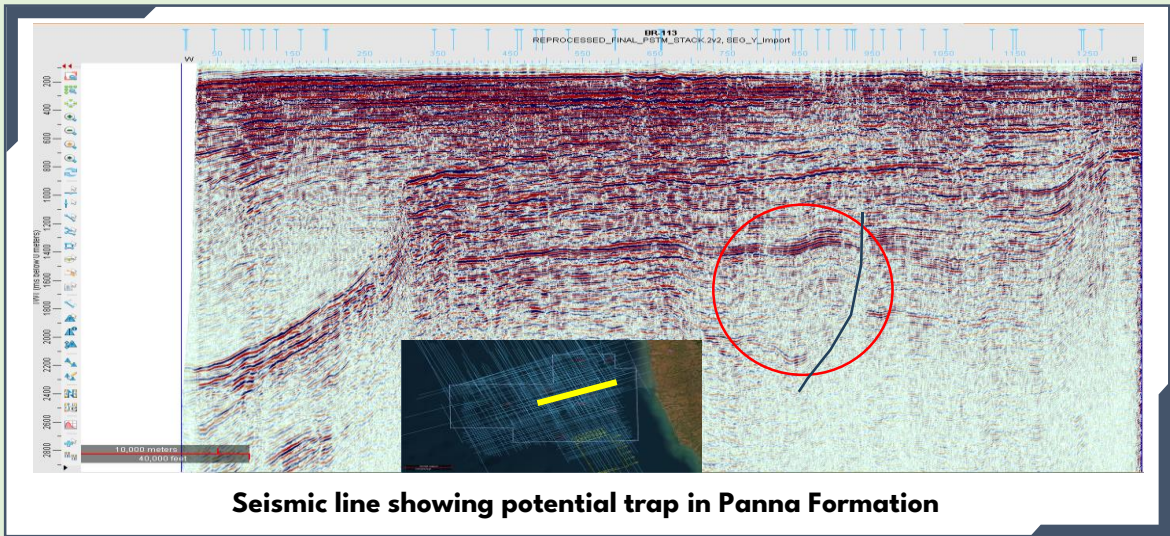 BR-113
REPROCESSED_FINAL_PSTM_STACK.2v2, SEG_Y_Import
50 150 250 350 450 550 650 750 850 950 1050 1150 1250
W E
200
400
600
800
1000
1200
1400
1600
1800
2000
2200
2400
2600
2800
10,000 meters
40,000 feet
Seismic line showing potential trap in Panna Formation